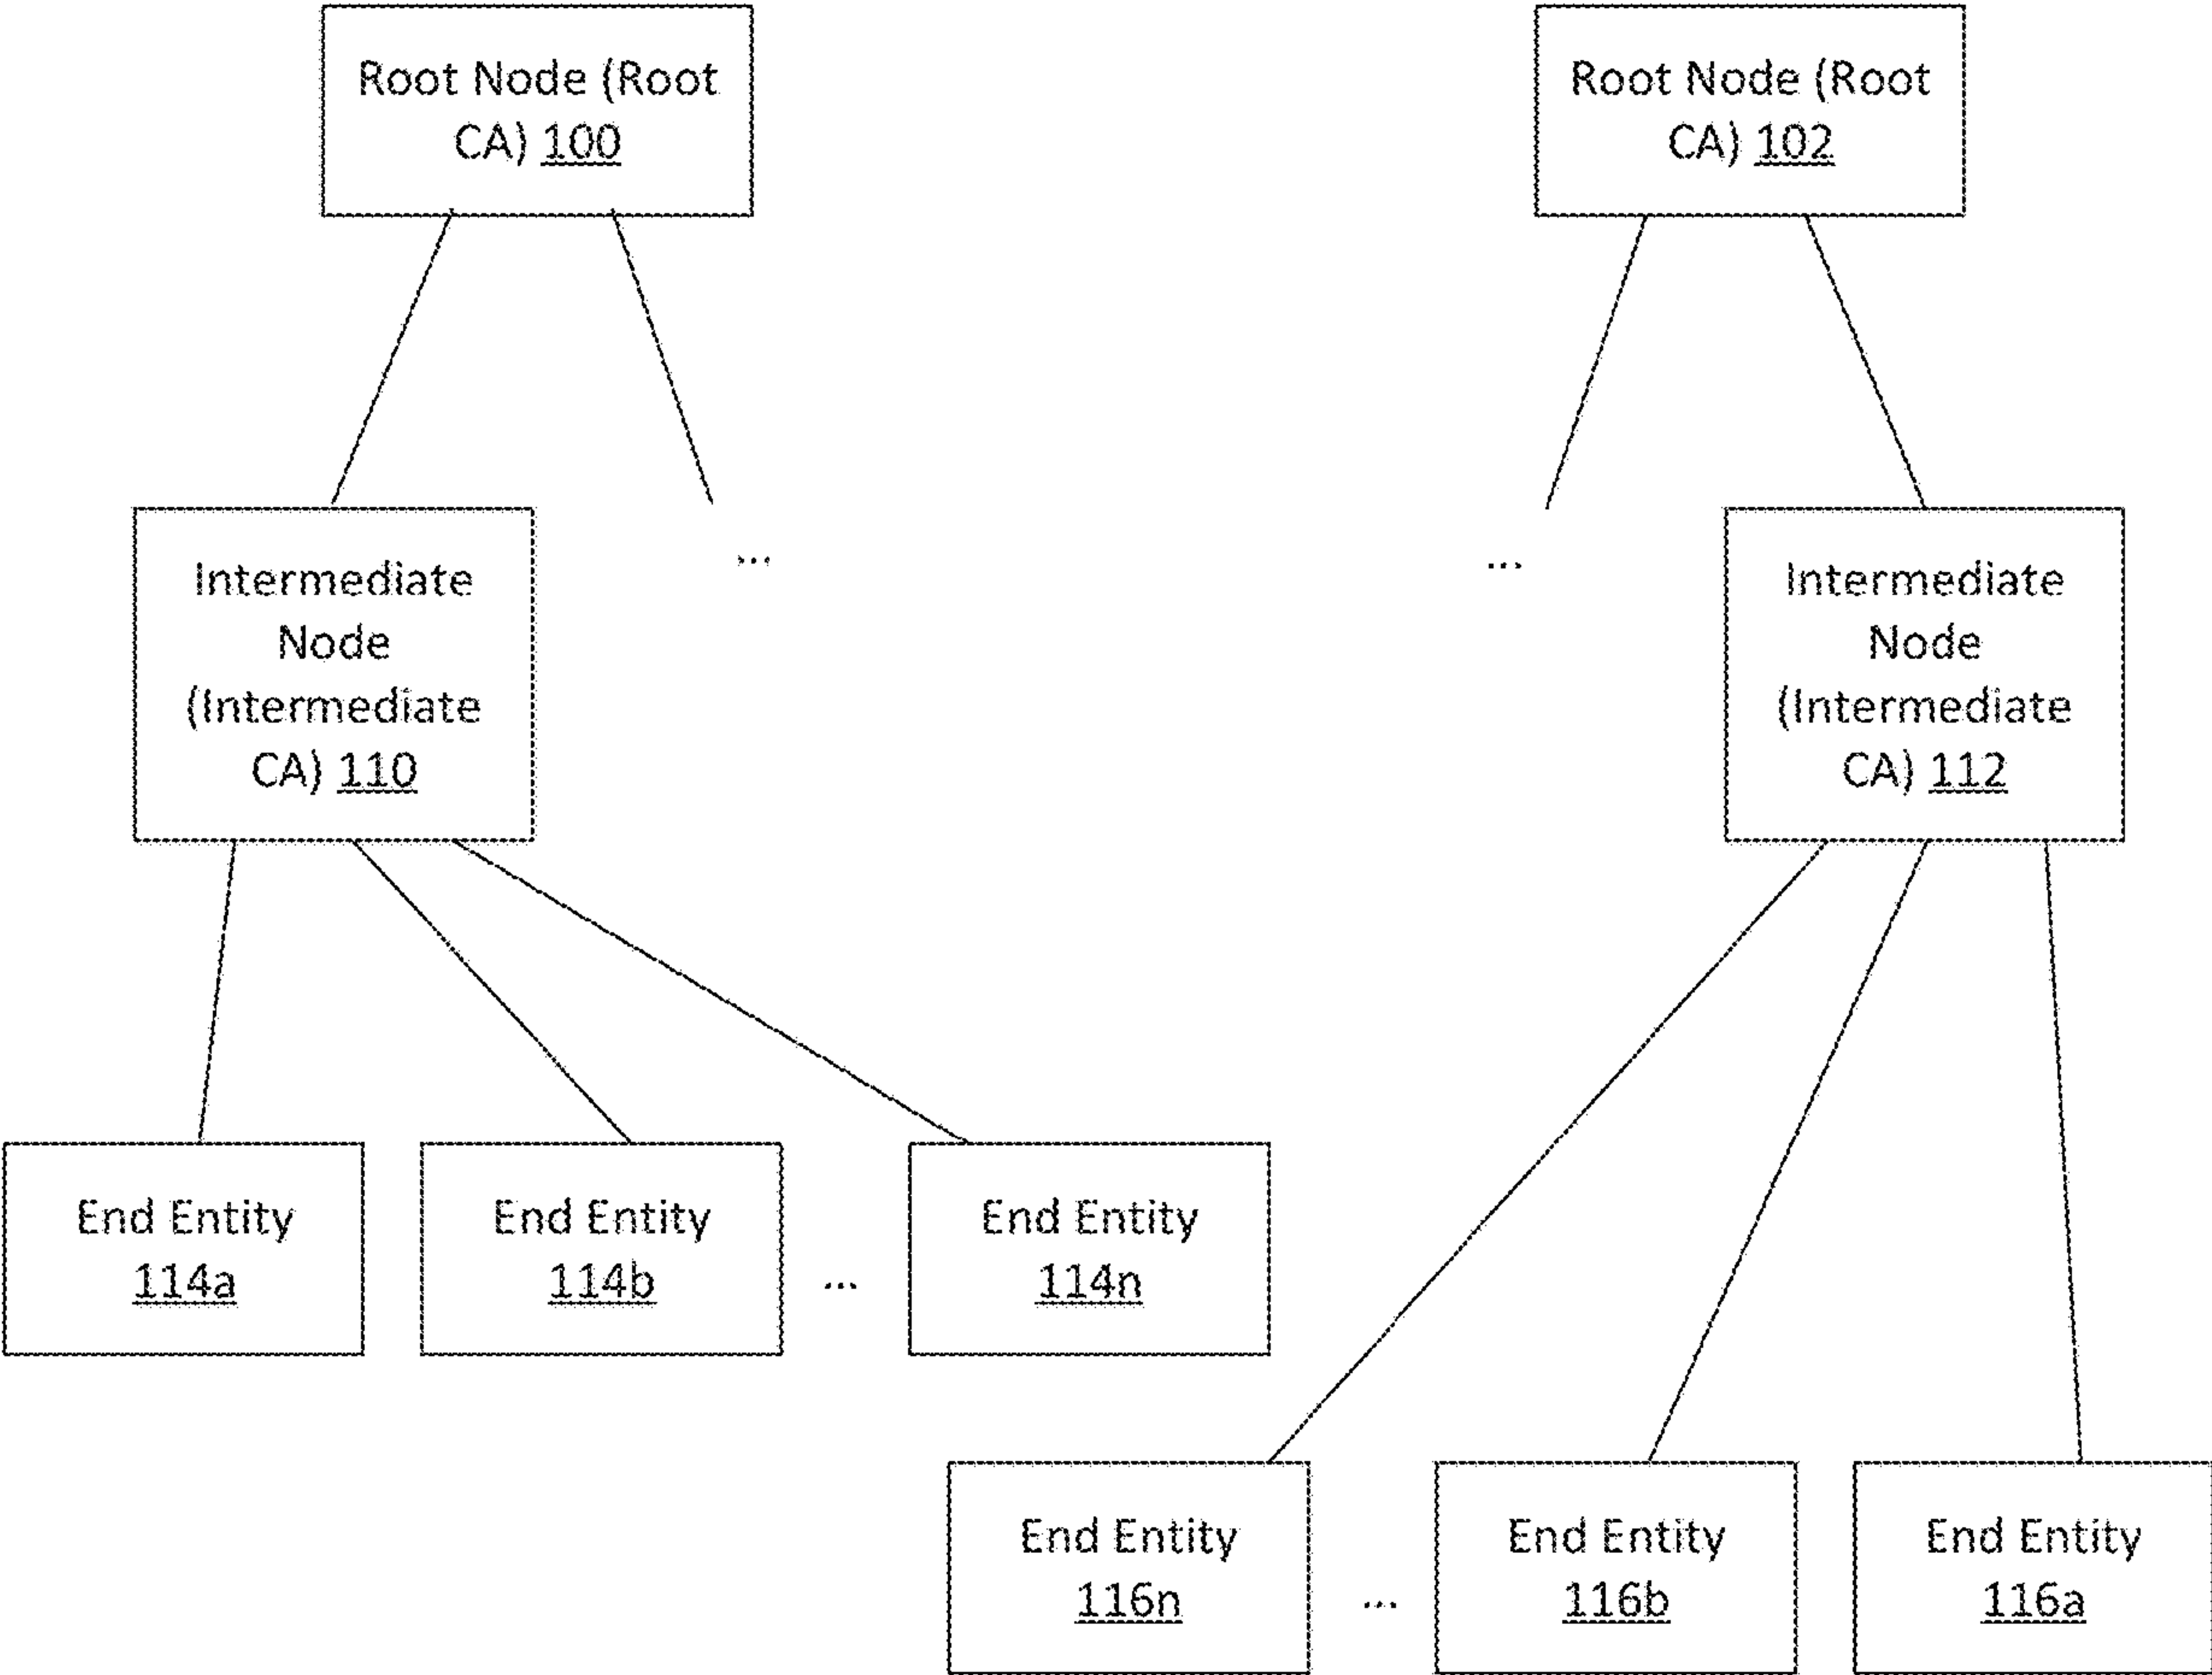 Root Node (Root
CA) 100
Root Node (Root
CA) 102
Intermediate
Node
(Intermediate
CA) 110
...
...
Intermediate
Node
(Intermediate
CA) 112
End Entity
114a
End Entity
114b
...
End Entity
114n
End Entity
116n
...
End Entity
116b
End Entity
116a